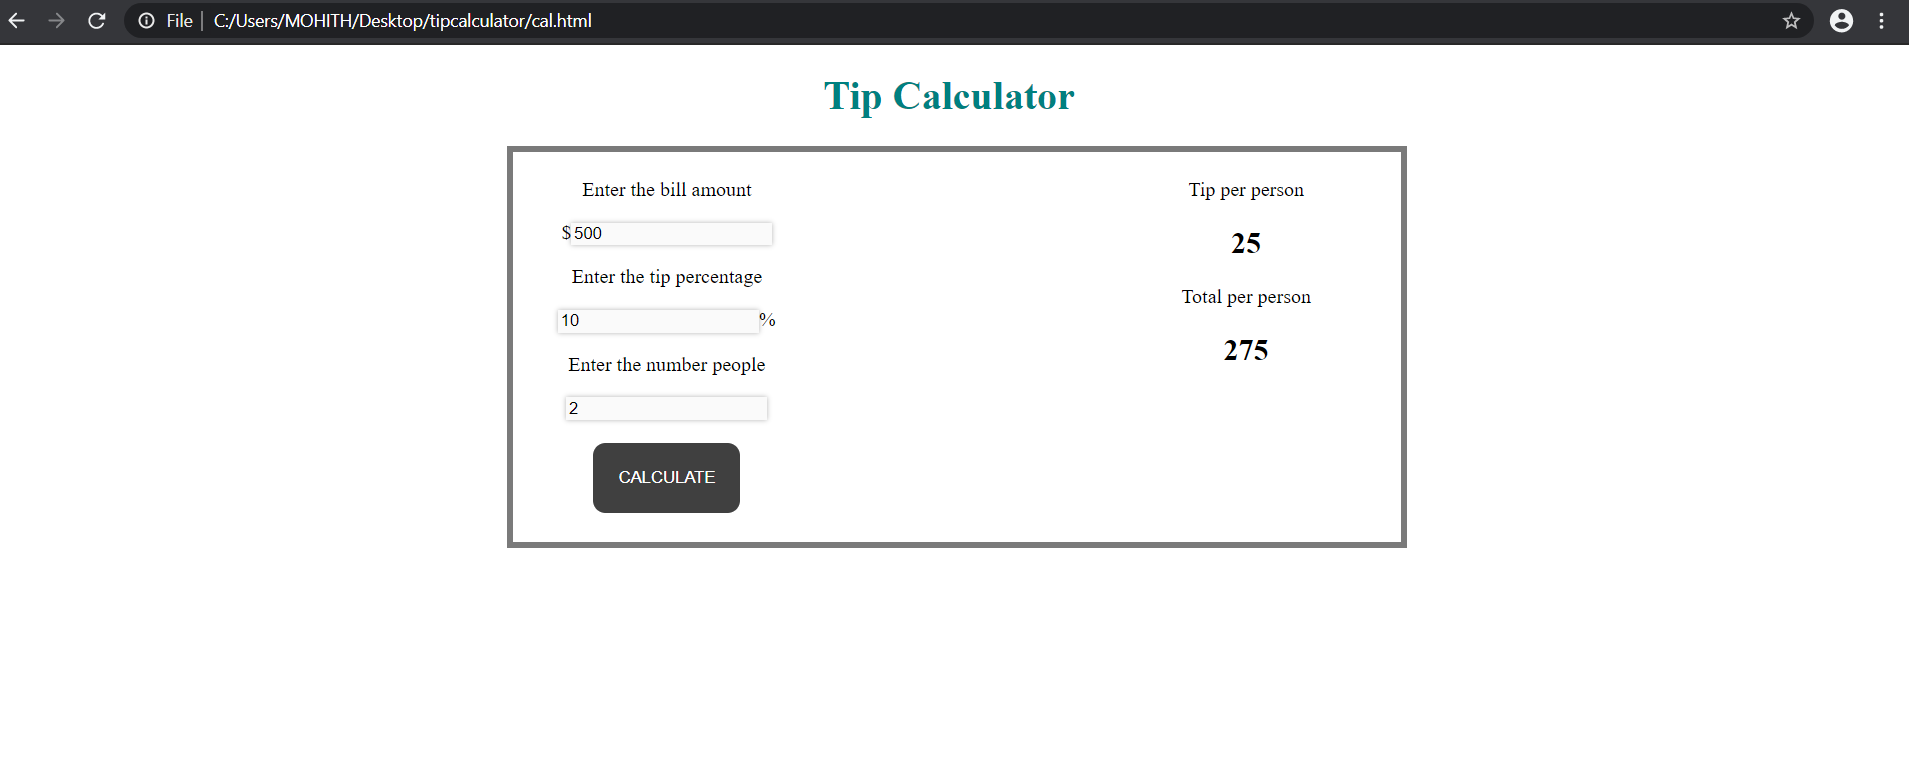 File | C:/Users/MOHITH/Desktop/tipcalculator/cal.html
Tip Calculator
Enter the bill amount
$500
Enter the tip percentage
10%
Enter the number people
2
CALCULATE
Tip per person
25
Total per person
275